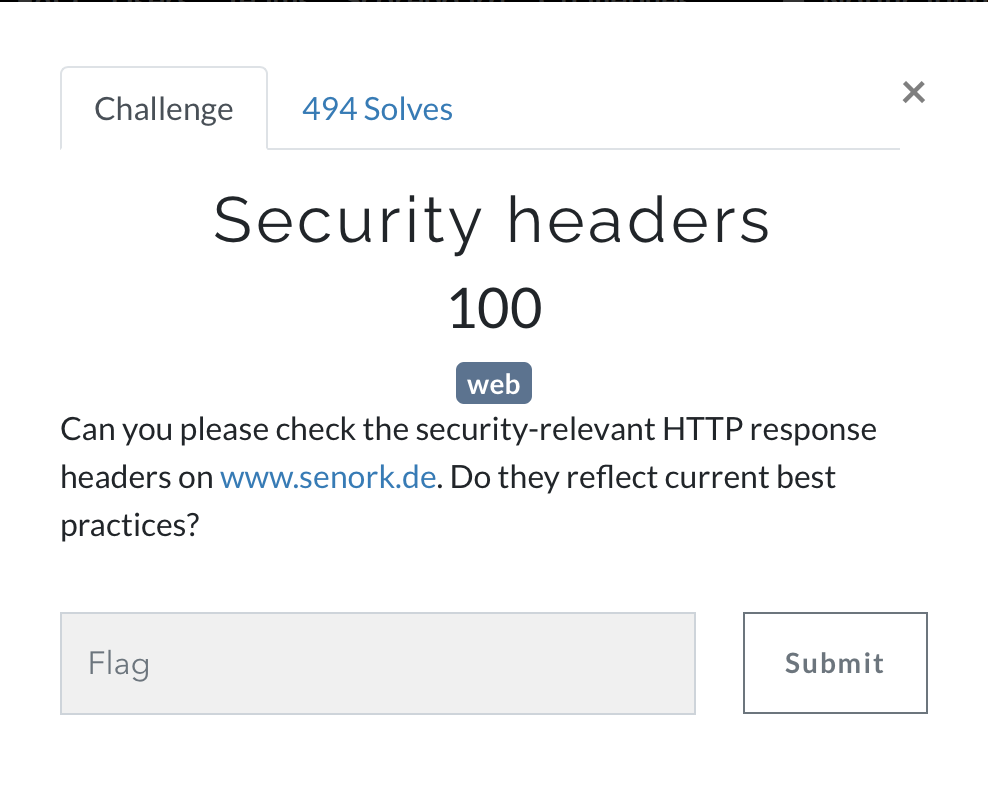 Challenge
494 Solves
×
Security headers
100
web
Can you please check the security-relevant HTTP response
headers on www.senork.de. Do they reflect current best
practices?
Flag
Submit